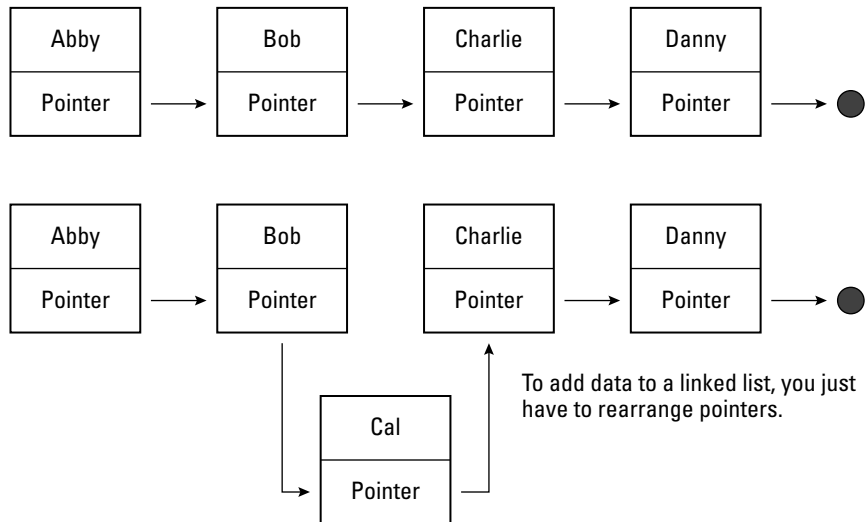 Abby Bob Charlie Danny
Pointer Pointer Pointer Pointer
Abby Bob Charlie Danny
Pointer Pointer Pointer Pointer
To add data to a linked list, you just
have to rearrange pointers.
Cal
Pointer